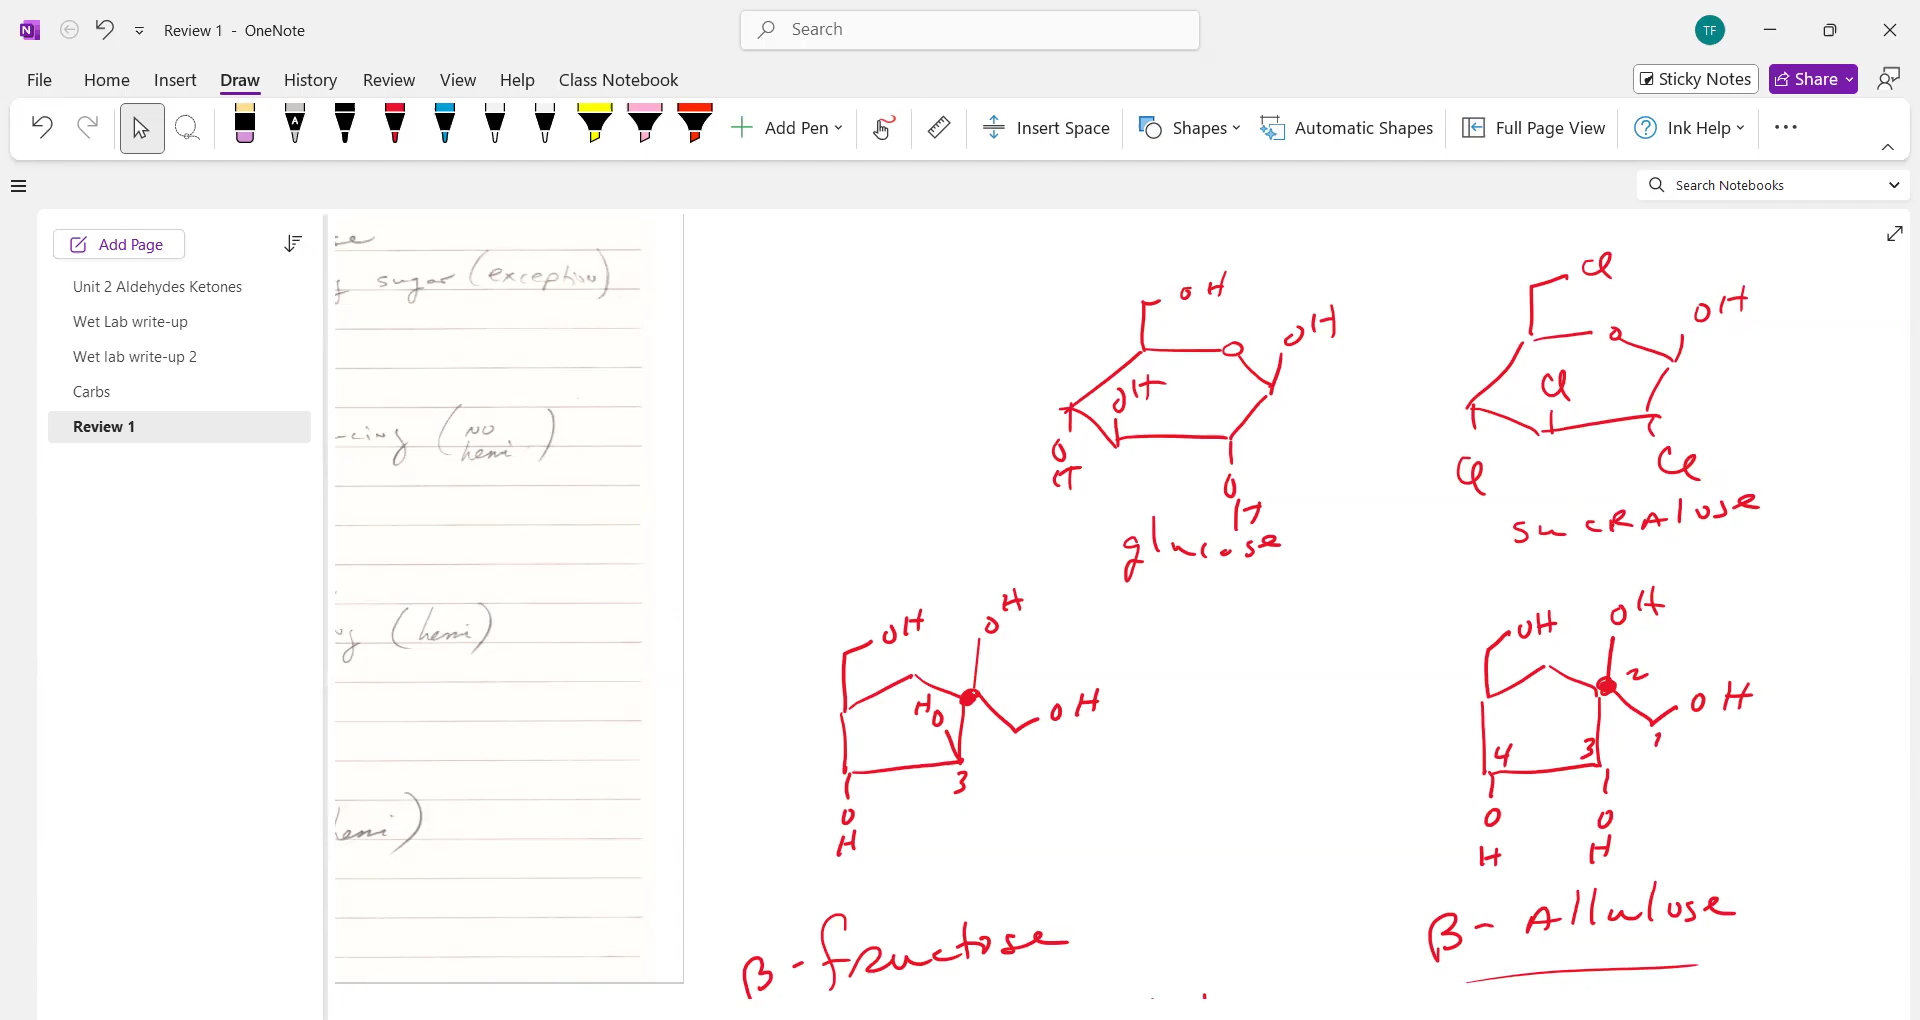 Review 1 - OneNote
Search
TF
File Home Insert Draw History Review View Help Class Notebook
Sticky Notes Share
A
Add Pen Insert Space Shapes Automatic Shapes Full Page View Ink Help
Search Notebooks
Add Page
Unit 2 Aldehydes Ketones
Wet Lab write-up
Wet lab write-up 2
Carbs
Review 1
sugar (exception)
(NO
hemi)
(hemi)
hemi)
OH
OH
OH
O
OH
OH
glucose
Cl
OH
O
Cl
Cl
Cl
sucRAlose
OH
OH
HO
OH
3
OH
β-fructose
OH
OH
2
OH
1
4 3
O O
H H
β-Allulose